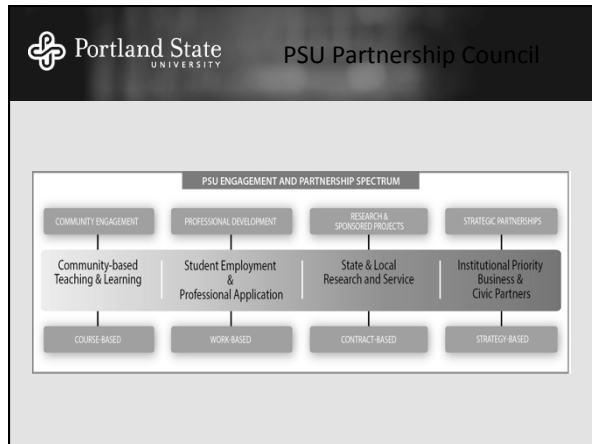 Portland State
UNIVERSITY
PSU Partnership Council
PSU ENGAGEMENT AND PARTNERSHIP SPECTRUM
COMMUNITY ENGAGEMENT
PROFESSIONAL DEVELOPMENT
RESEARCH &
SPONSORED PROJECTS
STRATEGIC PARTNERSHIPS
Community-based
Teaching & Learning
Student Employment
&
Professional Application
State & Local
Research and Service
Institutional Priority
Business &
Civic Partners
COURSE-BASED
WORK-BASED
CONTRACT-BASED
STRATEGY-BASED